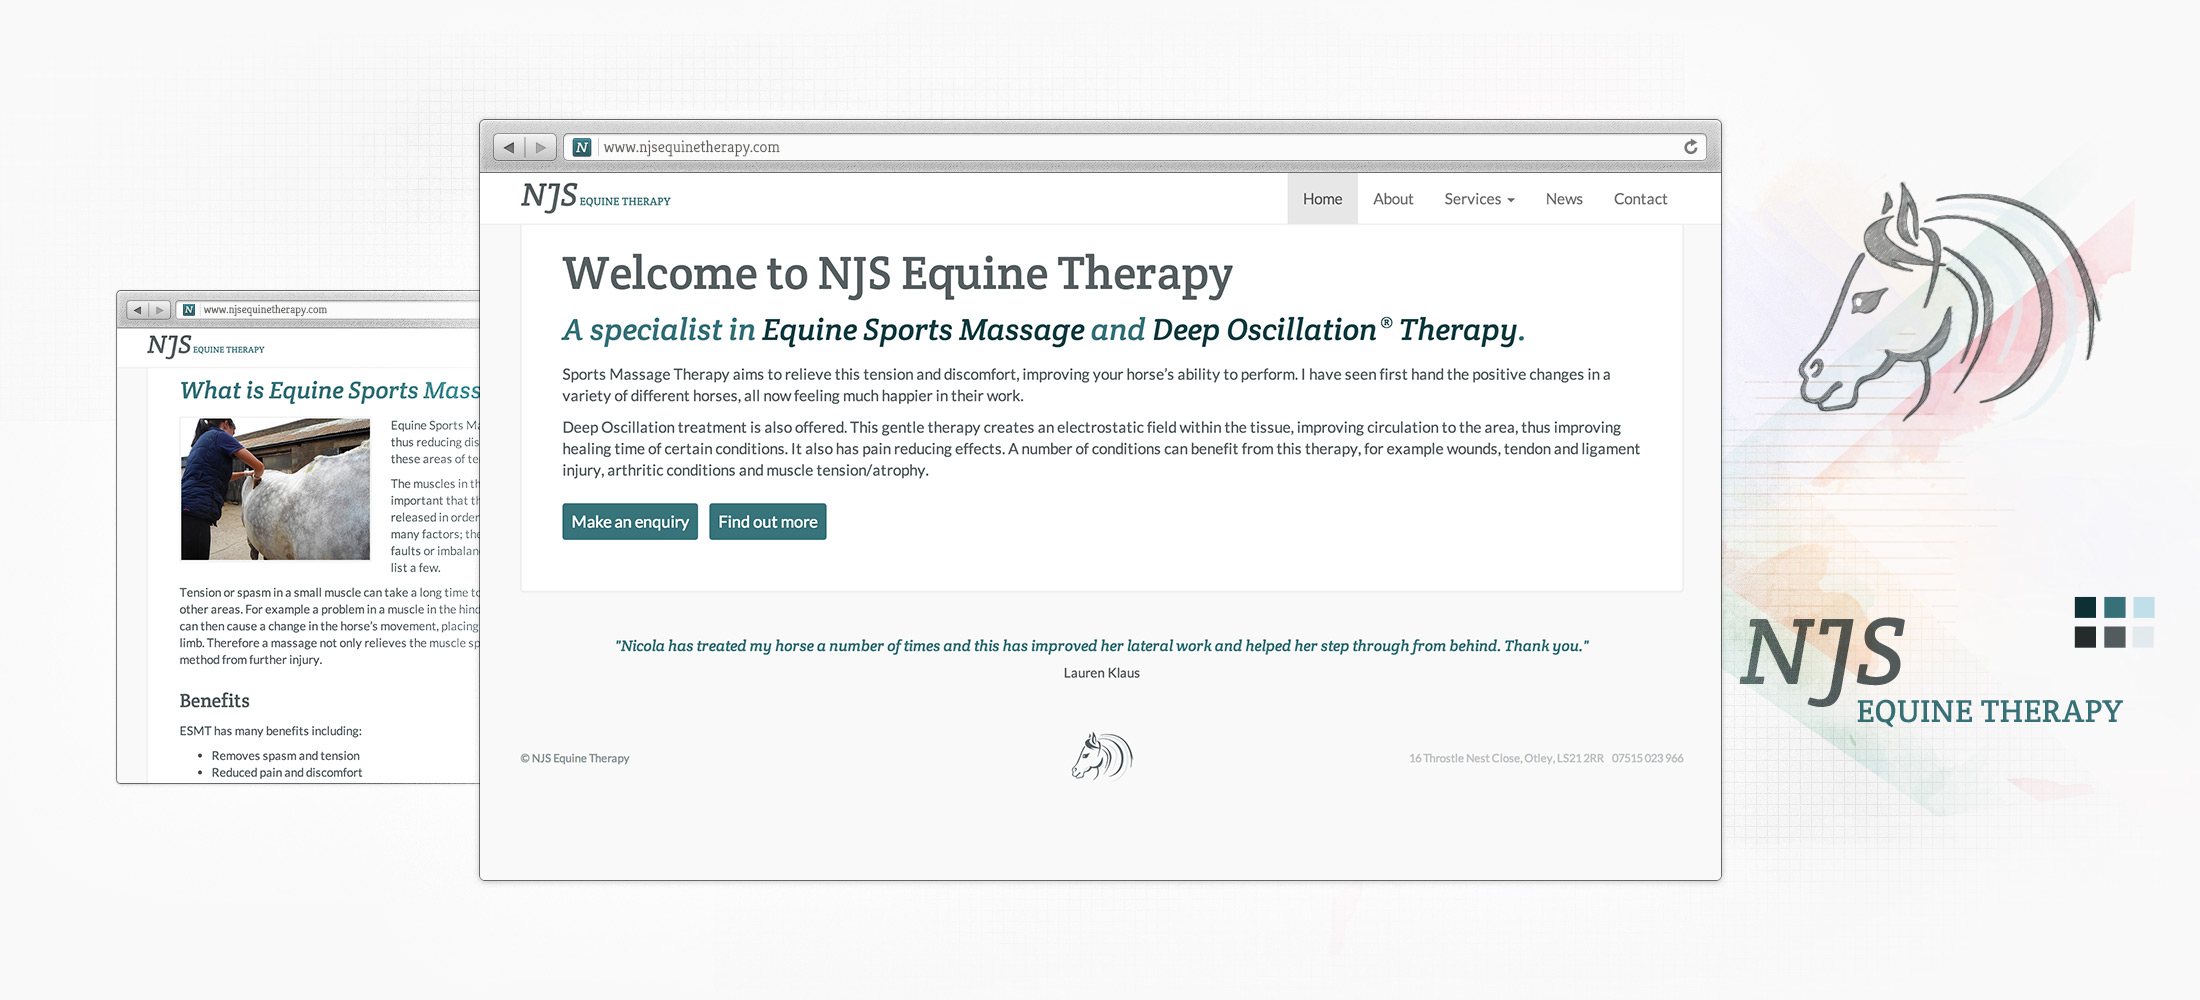 www.njsequinetherapy.com
NJS EQUINE THERAPY
Home About Services News Contact
Welcome to NJS Equine Therapy
A specialist in Equine Sports Massage and Deep Oscillation® Therapy.
Sports Massage Therapy aims to relieve this tension and discomfort, improving your horse's ability to perform. I have seen first hand the positive changes in a
variety of different horses, all now feeling much happier in their work.
Deep Oscillation treatment is also offered. This gentle therapy creates an electrostatic field within the tissue, improving circulation to the area, thus improving
healing time of certain conditions. It also has pain reducing effects. A number of conditions can benefit from this therapy, for example wounds, tendon and ligament
injury, arthritic conditions and muscle tension/atrophy.
Make an enquiry Find out more
"Nicola has treated my horse a number of times and this has improved her lateral work and helped her step through from behind. Thank you."
Lauren Klaus
© NJS Equine Therapy
16 Throstle Nest Close, Otley, LS21 2RR 07515 023 966
N www.njsequinetherapy.com
NJS EQUINE THERAPY
What is Equine Sports Mass
Equine Sports Ma
thus reducing dis
these areas of te
The muscles in th
important that th
released in order
many factors; the
faults or imbalan
list a few.
Tension or spasm in a small muscle can take a long time to
other areas. For example a problem in a muscle in the hind
can then cause a change in the horse's movement, placing
limb. Therefore a massage not only relieves the muscle sp
method from further injury.
Benefits
ESMT has many benefits including:
• Removes spasm and tension
• Reduced pain and discomfort
NJS
EQUINE THERAPY